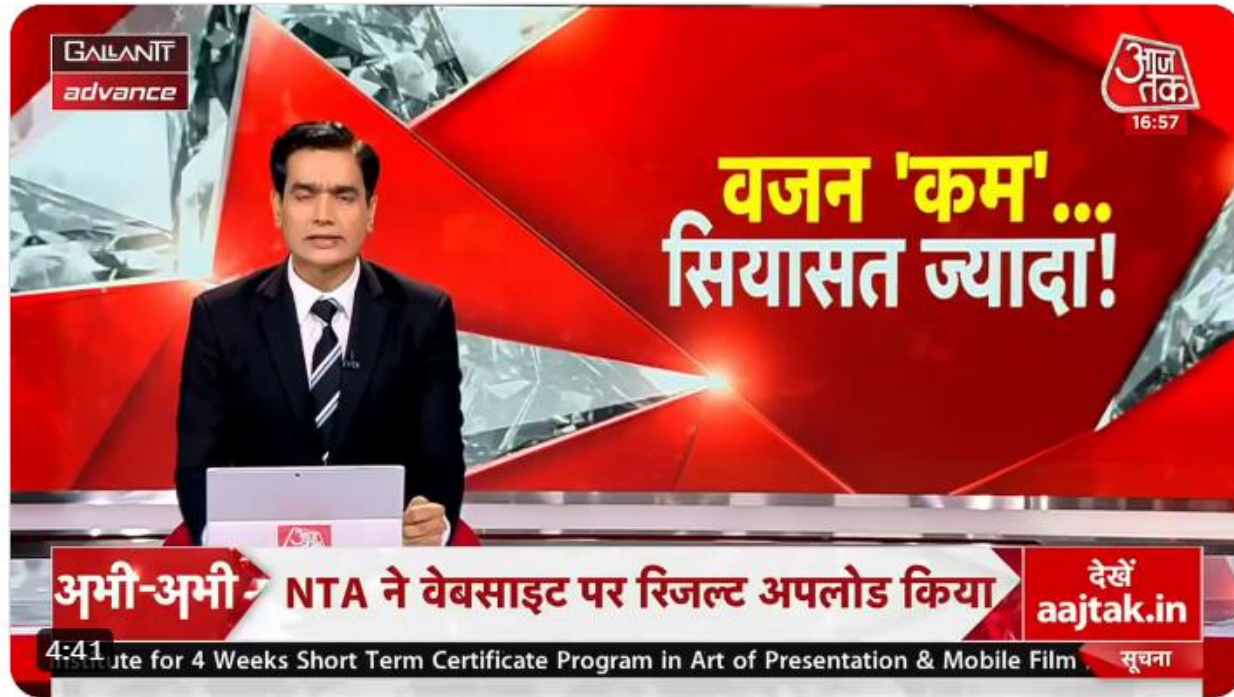 GALLANTT
advance
आज
तक
16:57
वजन 'कम'...
सियासत ज्यादा!
अभी-अभी
NTA ने वेबसाइट पर रिजल्ट अपलोड किया
देखें
aajtak.in
4:41
for 4 Weeks Short Term Certificate Program in Art of Presentation & Mobile Film
सूचना